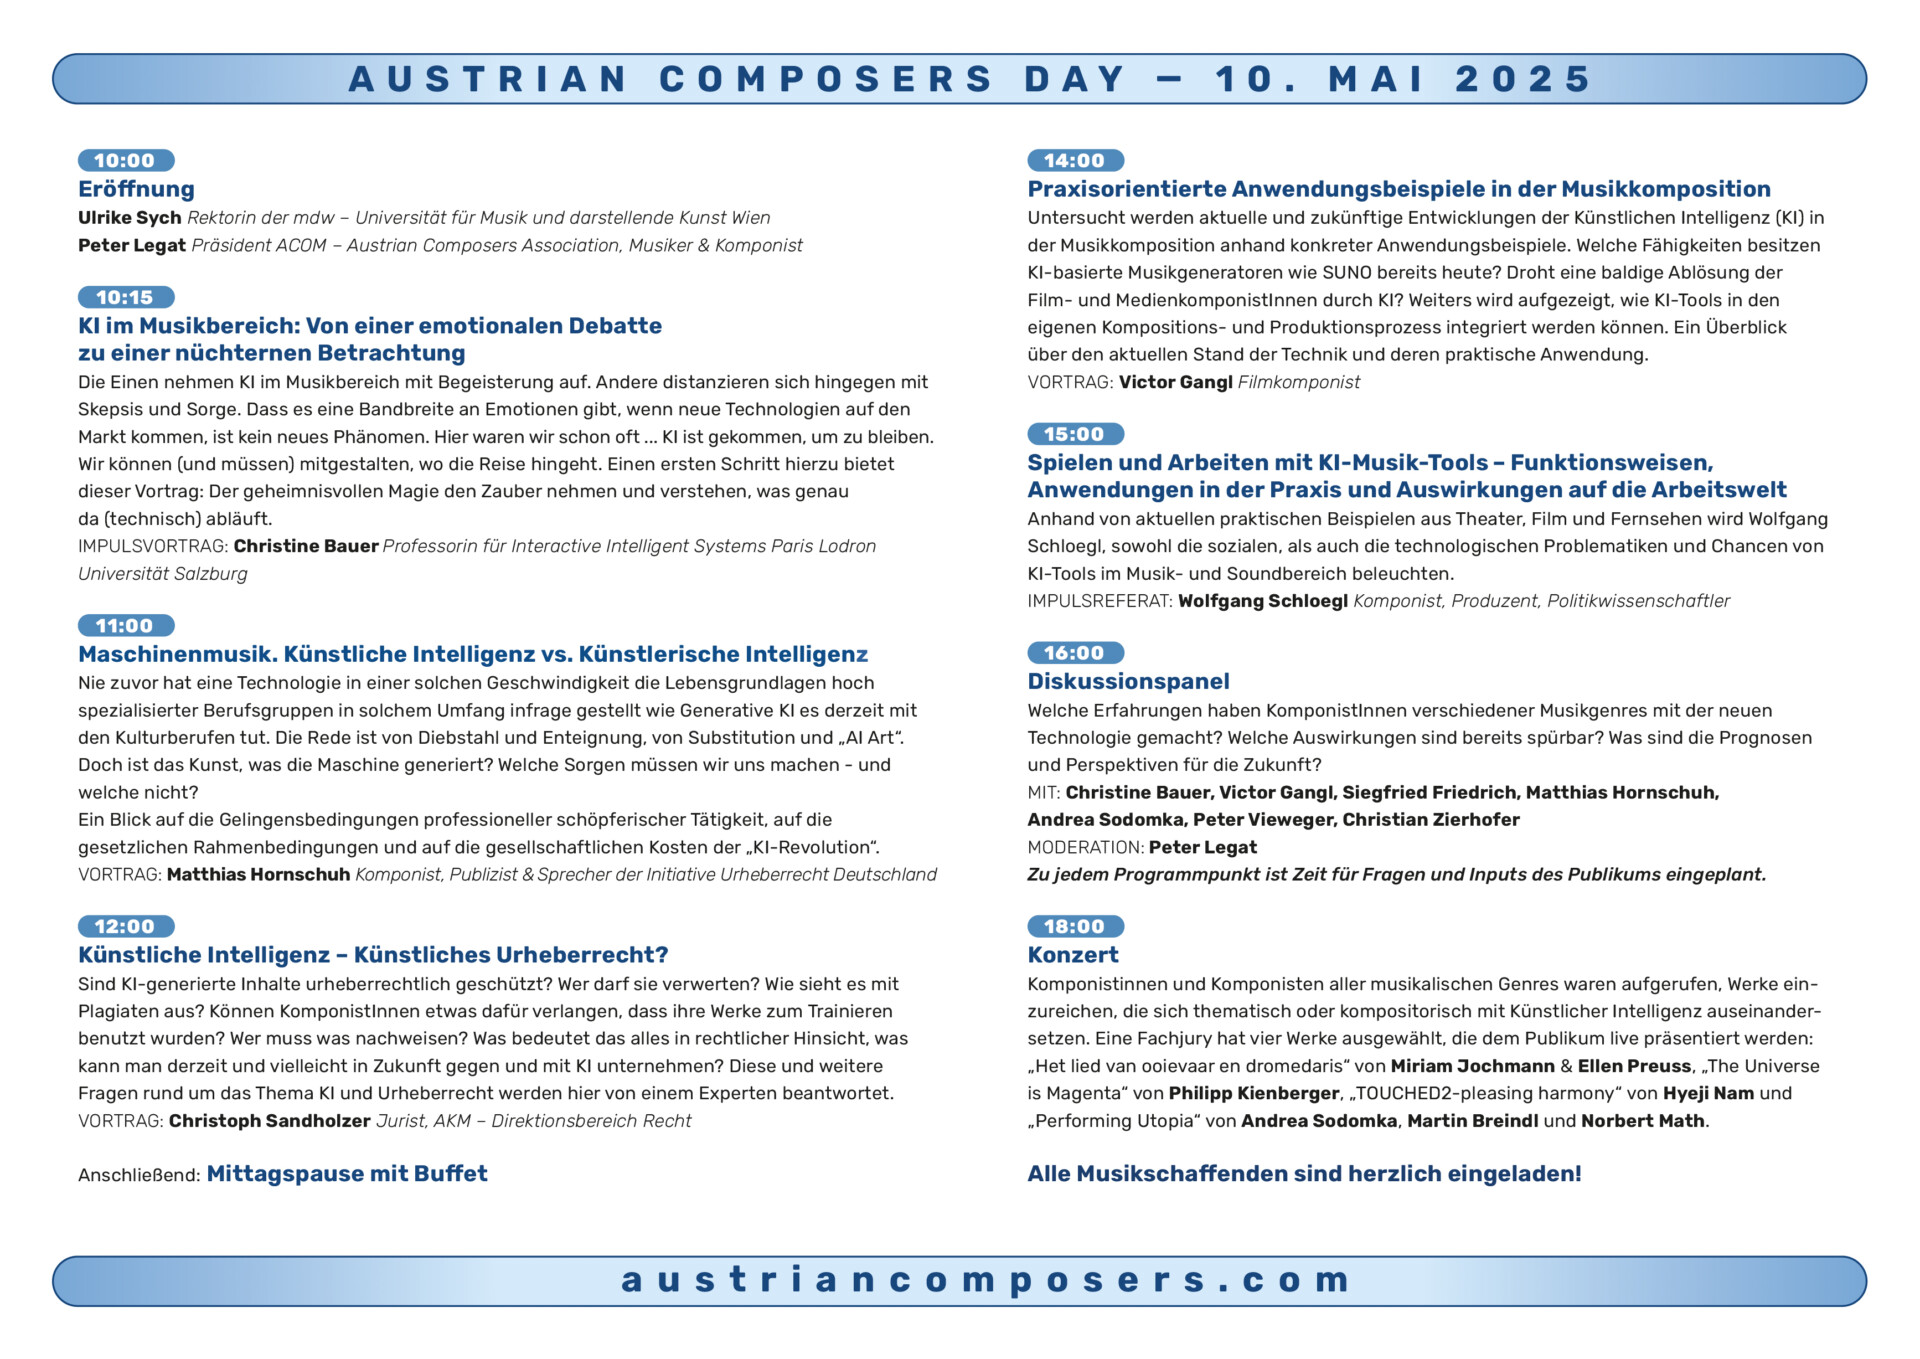 AUSTRIAN COMPOSERS DAY – 10. MAI 2025
10:00
Eröffnung
Ulrike Sych Rektorin der mdw – Universität für Musik und darstellende Kunst Wien
Peter Legat Präsident ACOM – Austrian Composers Association, Musiker & Komponist
10:15
KI im Musikbereich: Von einer emotionalen Debatte
zu einer nüchternen Betrachtung
Die Einen nehmen KI im Musikbereich mit Begeisterung auf. Andere distanzieren sich hingegen mit
Skepsis und Sorge. Dass es eine Bandbreite an Emotionen gibt, wenn neue Technologien auf den
Markt kommen, ist kein neues Phänomen. Hier waren wir schon oft ... KI ist gekommen, um zu bleiben.
Wir können (und müssen) mitgestalten, wo die Reise hingeht. Einen ersten Schritt hierzu bietet
dieser Vortrag: Der geheimnisvollen Magie den Zauber nehmen und verstehen, was genau
da (technisch) abläuft.
IMPULSVORTRAG: Christine Bauer Professorin für Interactive Intelligent Systems Paris Lodron
Universität Salzburg
11:00
Maschinenmusik. Künstliche Intelligenz vs. Künstlerische Intelligenz
Nie zuvor hat eine Technologie in einer solchen Geschwindigkeit die Lebensgrundlagen hoch
spezialisierter Berufsgruppen in solchem Umfang infrage gestellt wie Generative KI es derzeit mit
den Kulturberufen tut. Die Rede ist von Diebstahl und Enteignung, von Substitution und „AI Art“.
Doch ist das Kunst, was die Maschine generiert? Welche Sorgen müssen wir uns machen - und
welche nicht?
Ein Blick auf die Gelingensbedingungen professioneller schöpferischer Tätigkeit, auf die
gesetzlichen Rahmenbedingungen und auf die gesellschaftlichen Kosten der „KI-Revolution“.
VORTRAG: Matthias Hornschuh Komponist, Publizist & Sprecher der Initiative Urheberrecht Deutschland
12:00
Künstliche Intelligenz – Künstliches Urheberrecht?
Sind KI-generierte Inhalte urheberrechtlich geschützt? Wer darf sie verwerten? Wie sieht es mit
Plagiaten aus? Können KomponistInnen etwas dafür verlangen, dass ihre Werke zum Trainieren
benutzt wurden? Wer muss was nachweisen? Was bedeutet das alles in rechtlicher Hinsicht, was
kann man derzeit und vielleicht in Zukunft gegen und mit KI unternehmen? Diese und weitere
Fragen rund um das Thema KI und Urheberrecht werden hier von einem Experten beantwortet.
VORTRAG: Christoph Sandholzer Jurist, AKM – Direktionsbereich Recht
Anschließend: Mittagspause mit Buffet
14:00
Praxisorientierte Anwendungsbeispiele in der Musikkomposition
Untersucht werden aktuelle und zukünftige Entwicklungen der Künstlichen Intelligenz (KI) in
der Musikkomposition anhand konkreter Anwendungsbeispiele. Welche Fähigkeiten besitzen
KI-basierte Musikgeneratoren wie SUNO bereits heute? Droht eine baldige Ablösung der
Film- und MedienkomponistInnen durch KI? Weiters wird aufgezeigt, wie KI-Tools in den
eigenen Kompositions- und Produktionsprozess integriert werden können. Ein Überblick
über den aktuellen Stand der Technik und deren praktische Anwendung.
VORTRAG: Victor Gangl Filmkomponist
15:00
Spielen und Arbeiten mit KI-Musik-Tools – Funktionsweisen,
Anwendungen in der Praxis und Auswirkungen auf die Arbeitswelt
Anhand von aktuellen praktischen Beispielen aus Theater, Film und Fernsehen wird Wolfgang
Schloegl, sowohl die sozialen, als auch die technologischen Problematiken und Chancen von
KI-Tools im Musik- und Soundbereich beleuchten.
IMPULSREFERAT: Wolfgang Schloegl Komponist, Produzent, Politikwissenschaftler
16:00
Diskussionspanel
Welche Erfahrungen haben KomponistInnen verschiedener Musikgenres mit der neuen
Technologie gemacht? Welche Auswirkungen sind bereits spürbar? Was sind die Prognosen
und Perspektiven für die Zukunft?
MIT: Christine Bauer, Victor Gangl, Siegfried Friedrich, Matthias Hornschuh,
Andrea Sodomka, Peter Vieweger, Christian Zierhofer
MODERATION: Peter Legat
Zu jedem Programmpunkt ist Zeit für Fragen und Inputs des Publikums eingeplant.
18:00
Konzert
Komponistinnen und Komponisten aller musikalischen Genres waren aufgerufen, Werke ein-
zureichen, die sich thematisch oder kompositorisch mit Künstlicher Intelligenz auseinander-
setzen. Eine Fachjury hat vier Werke ausgewählt, die dem Publikum live präsentiert werden:
„Het lied van ooievaar en dromedaris“ von Miriam Jochmann & Ellen Preuss, „The Universe
is Magenta“ von Philipp Kienberger, „TOUCHED2-pleasing harmony“ von Hyeji Nam und
„Performing Utopia“ von Andrea Sodomka, Martin Breindl und Norbert Math.
Alle Musikschaffenden sind herzlich eingeladen!
austriancomposers.com